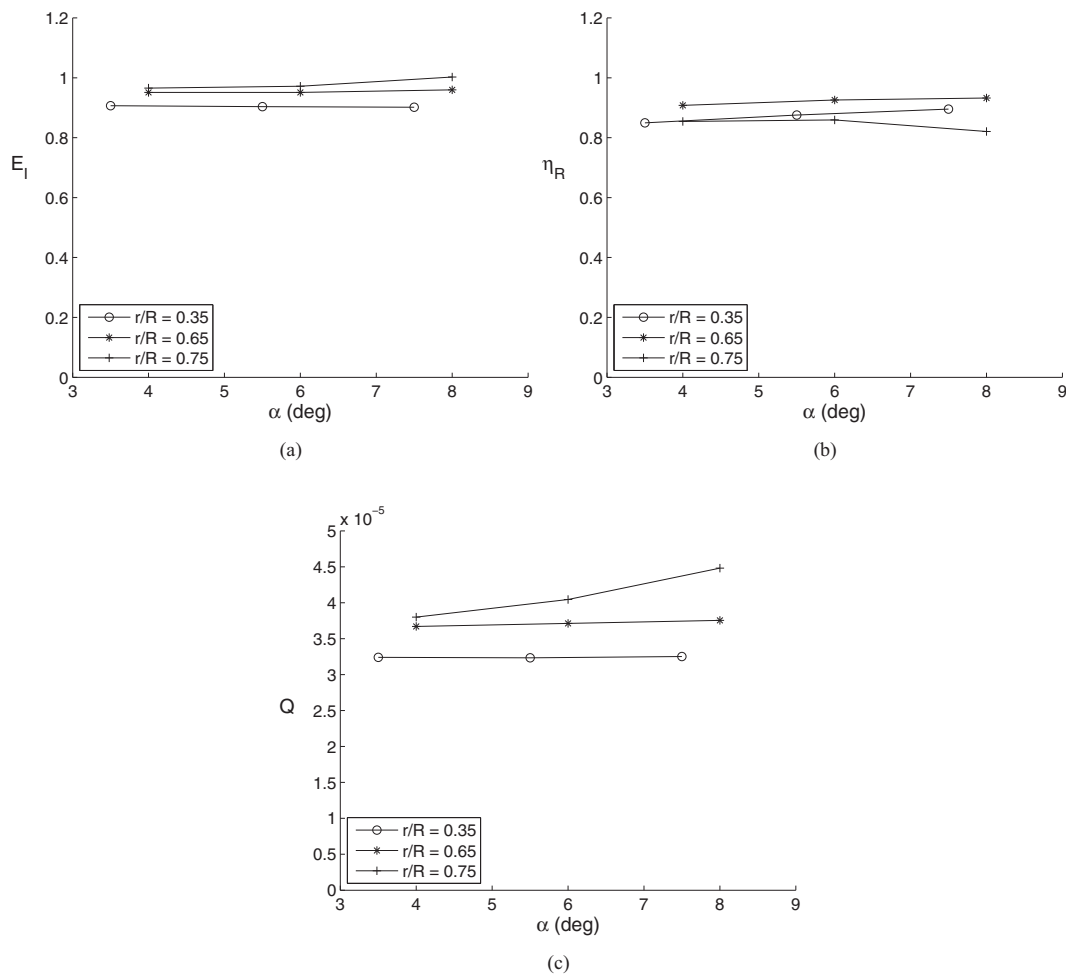 1.2
1
0.8
E_I
0.6
0.4
0.2
0
r/R = 0.35
r/R = 0.65
r/R = 0.75
3 4 5 6 7 8 9
α (deg)
(a)
1.2
1
0.8
η_R
0.6
0.4
0.2
0
r/R = 0.35
r/R = 0.65
r/R = 0.75
3 4 5 6 7 8 9
α (deg)
(b)
x 10⁻⁵
5
4.5
4
3.5
3
Q
2.5
2
1.5
1
0.5
0
r/R = 0.35
r/R = 0.65
r/R = 0.75
3 4 5 6 7 8 9
α (deg)
(c)